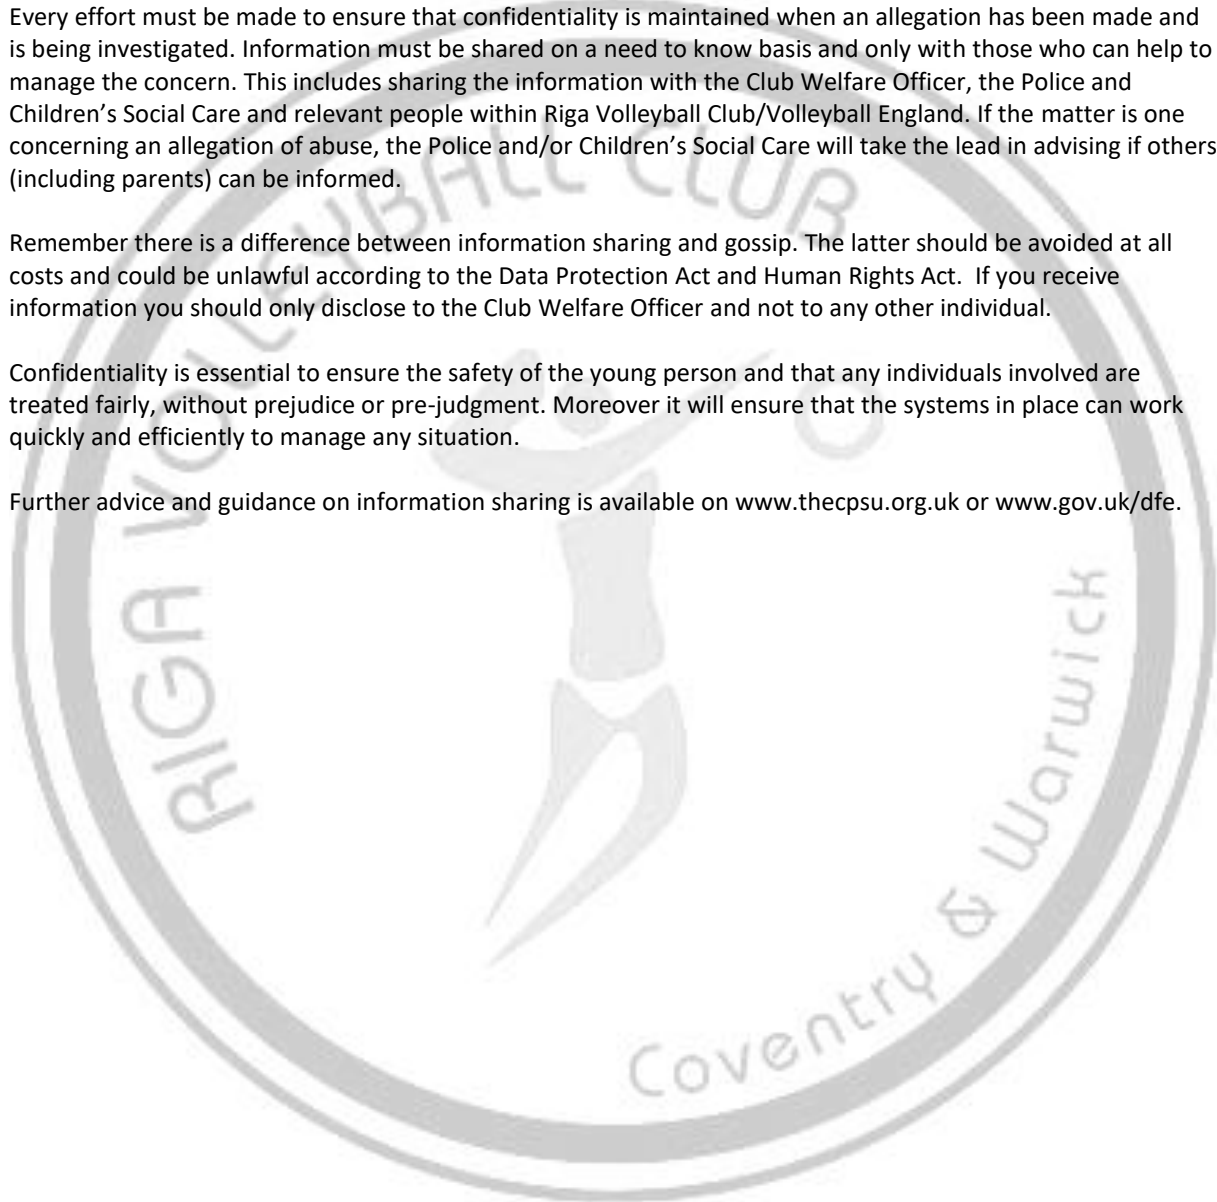 Every effort must be made to ensure that confidentiality is maintained when an allegation has been made and
is being investigated. Information must be shared on a need to know basis and only with those who can help to
manage the concern. This includes sharing the information with the Club Welfare Officer, the Police and
Children’s Social Care and relevant people within Riga Volleyball Club/Volleyball England. If the matter is one
concerning an allegation of abuse, the Police and/or Children’s Social Care will take the lead in advising if others
(including parents) can be informed.
Remember there is a difference between information sharing and gossip. The latter should be avoided at all
costs and could be unlawful according to the Data Protection Act and Human Rights Act.  If you receive
information you should only disclose to the Club Welfare Officer and not to any other individual.
Confidentiality is essential to ensure the safety of the young person and that any individuals involved are
treated fairly, without prejudice or pre-judgment. Moreover it will ensure that the systems in place can work
quickly and efficiently to manage any situation.
Further advice and guidance on information sharing is available on www.thecpsu.org.uk or www.gov.uk/dfe.
RIGA VOLLEYBALL CLUB
Coventry & Warwick